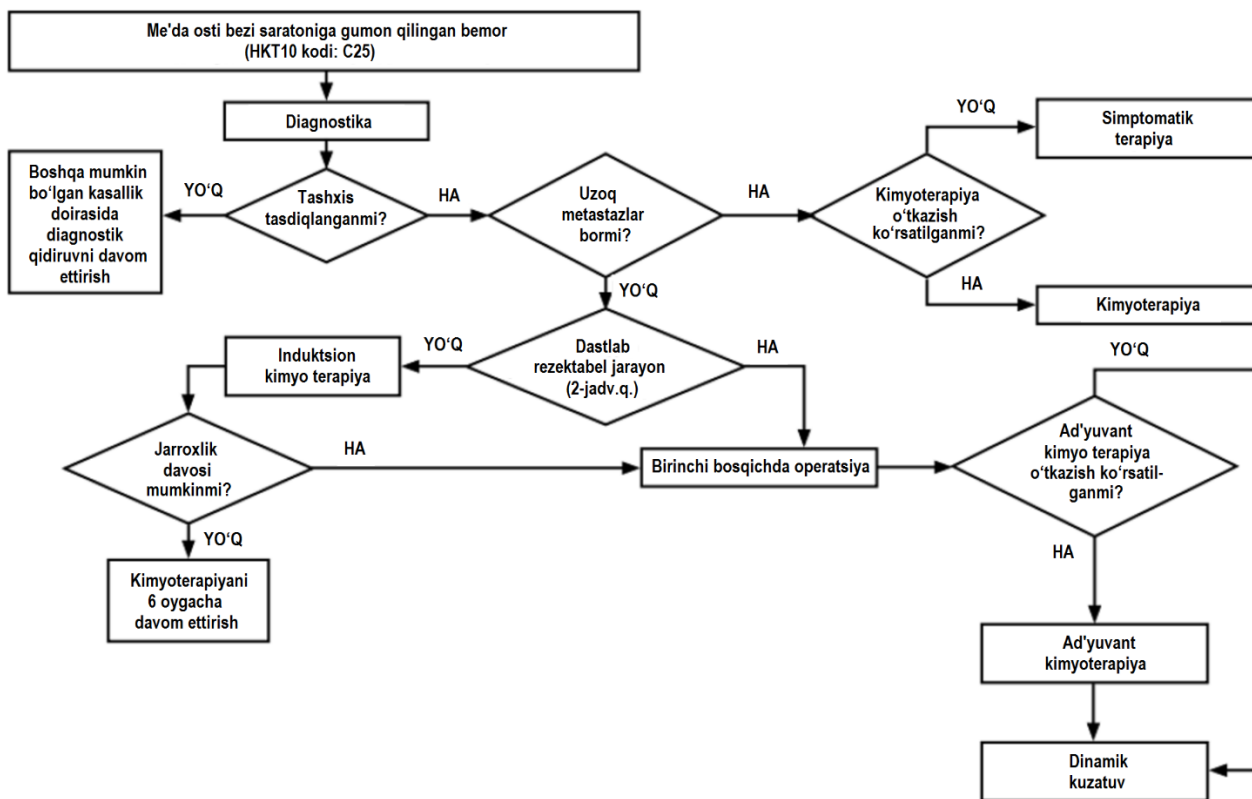 Me'da osti bezi saratoniga gumon qilingan bemor
(HKT10 kodi: C25)
Diagnostika
Tashxis
tasdiqlanganmi?
YO‘Q
Boshqa mumkin
bo‘lgan kasallik
doirasida
diagnostik
qidiruvni davom
ettirish
HA
Uzoq
metastazlar
bormi?
HA
Kimyoterapiya
o‘tkazish
ko‘rsatilganmi?
YO‘Q
Simptomatik
terapiya
HA
Kimyoterapiya
YO‘Q
Dastlab
rezektabel jarayon
(2-jadv.q.)
YO‘Q
Induktsion
kimyo terapiya
HA
Jarroxlik
davosi
mumkinmi?
HA
Birinchi bosqichda operatsiya
YO‘Q
Kimyoterapiyani
6 oygacha
davom ettirish
Ad'yuvant
kimyo terapiya
o‘tkazish ko‘rsatil-
ganmi?
YO‘Q
HA
Ad'yuvant
kimyoterapiya
Dinamik
kuzatuv